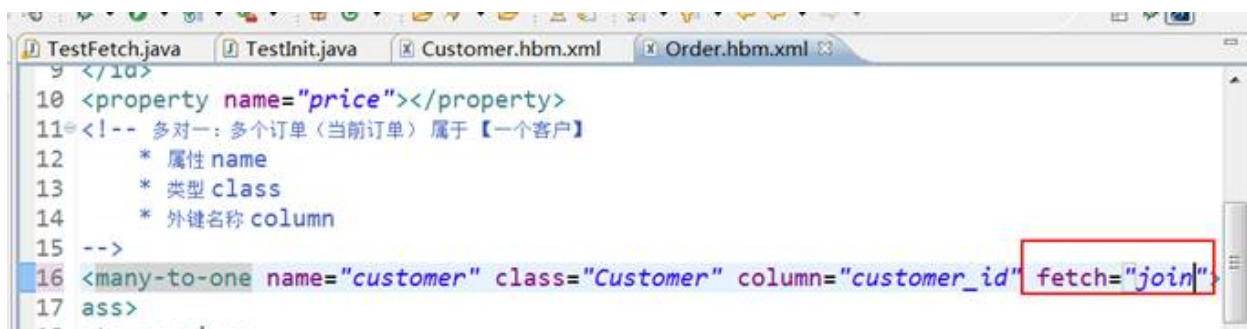 TestFetch.java TestInit.java Customer.hbm.xml Order.hbm.xml
9 </id>
10 <property name="price"></property>
11 <!-- 多对一：多个订单（当前订单） 属于【一个客户】
12 * 属性 name
13 * 类型 class
14 * 外键名称 column
15 -->
16 <many-to-one name="customer" class="Customer" column="customer_id" fetch="join">
17 ass>